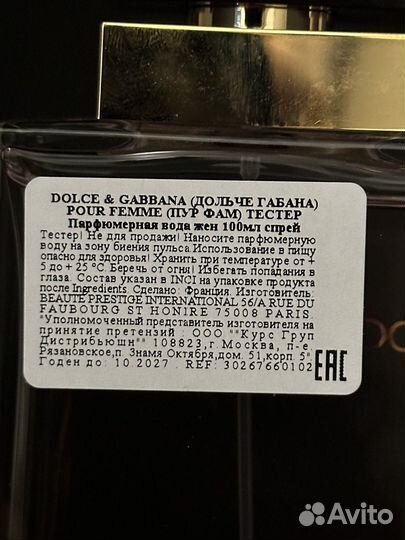 DOLCE & GABBANA (ДОЛЬЧЕ ГАБАНА)
POUR FEMME (ПУР ФАМ) ТЕСТЕР
Парфюмерная вода жен 100мл спрей
Тестер! Не для продажи! Наносите парфюмерную
воду на зону биения пульса.Использование в пищу
опасно для здоровья! Хранить при температуре от +
5 до + 25 °C. Беречь от огня! Избегать попадания в
глаза. Состав указан в INCI на упаковке продукта
после Ingredients. Сделано: Франция. Изготовитель:
BEAUTE PRESTIGE INTERNATIONAL 56/A RUE DU
FAUBOURG ST HONIRE 75008 PARIS.
"Уполномоченный представитель изготовителя на
принятие претензий : ООО ""Курс Груп
Дистрибьюшн"" 108823, г. Москва, п-е
Рязановское, п. Знамя Октября,дом. 51,корп. 5"
Годен до: 10.2027 . REF: 30267660102
EAC
Avito